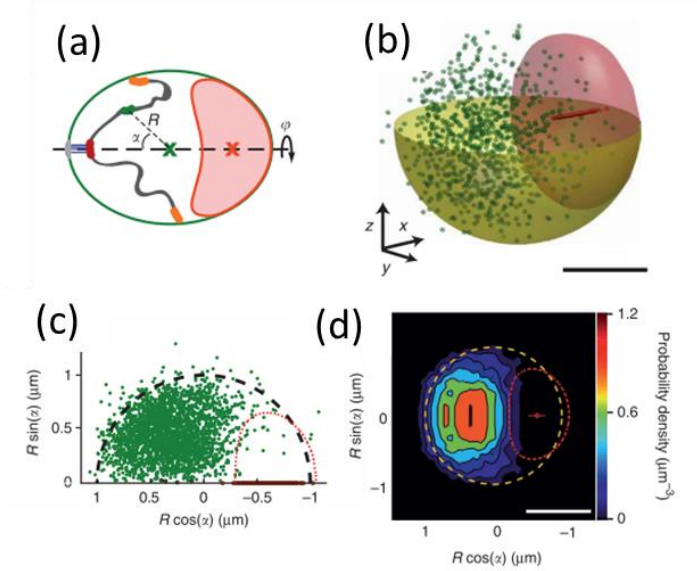 (a)
R
α
φ
(b)
z
x
y
(c)
R sin(α) (μm)
1
0.5
0
1
0.5
0
−0.5
−1
R cos(α) (μm)
(d)
R sin(α) (μm)
0
−1
1
0
−1
R cos(α) (μm)
1.2
0.6
0
Probability density (μm⁻³)